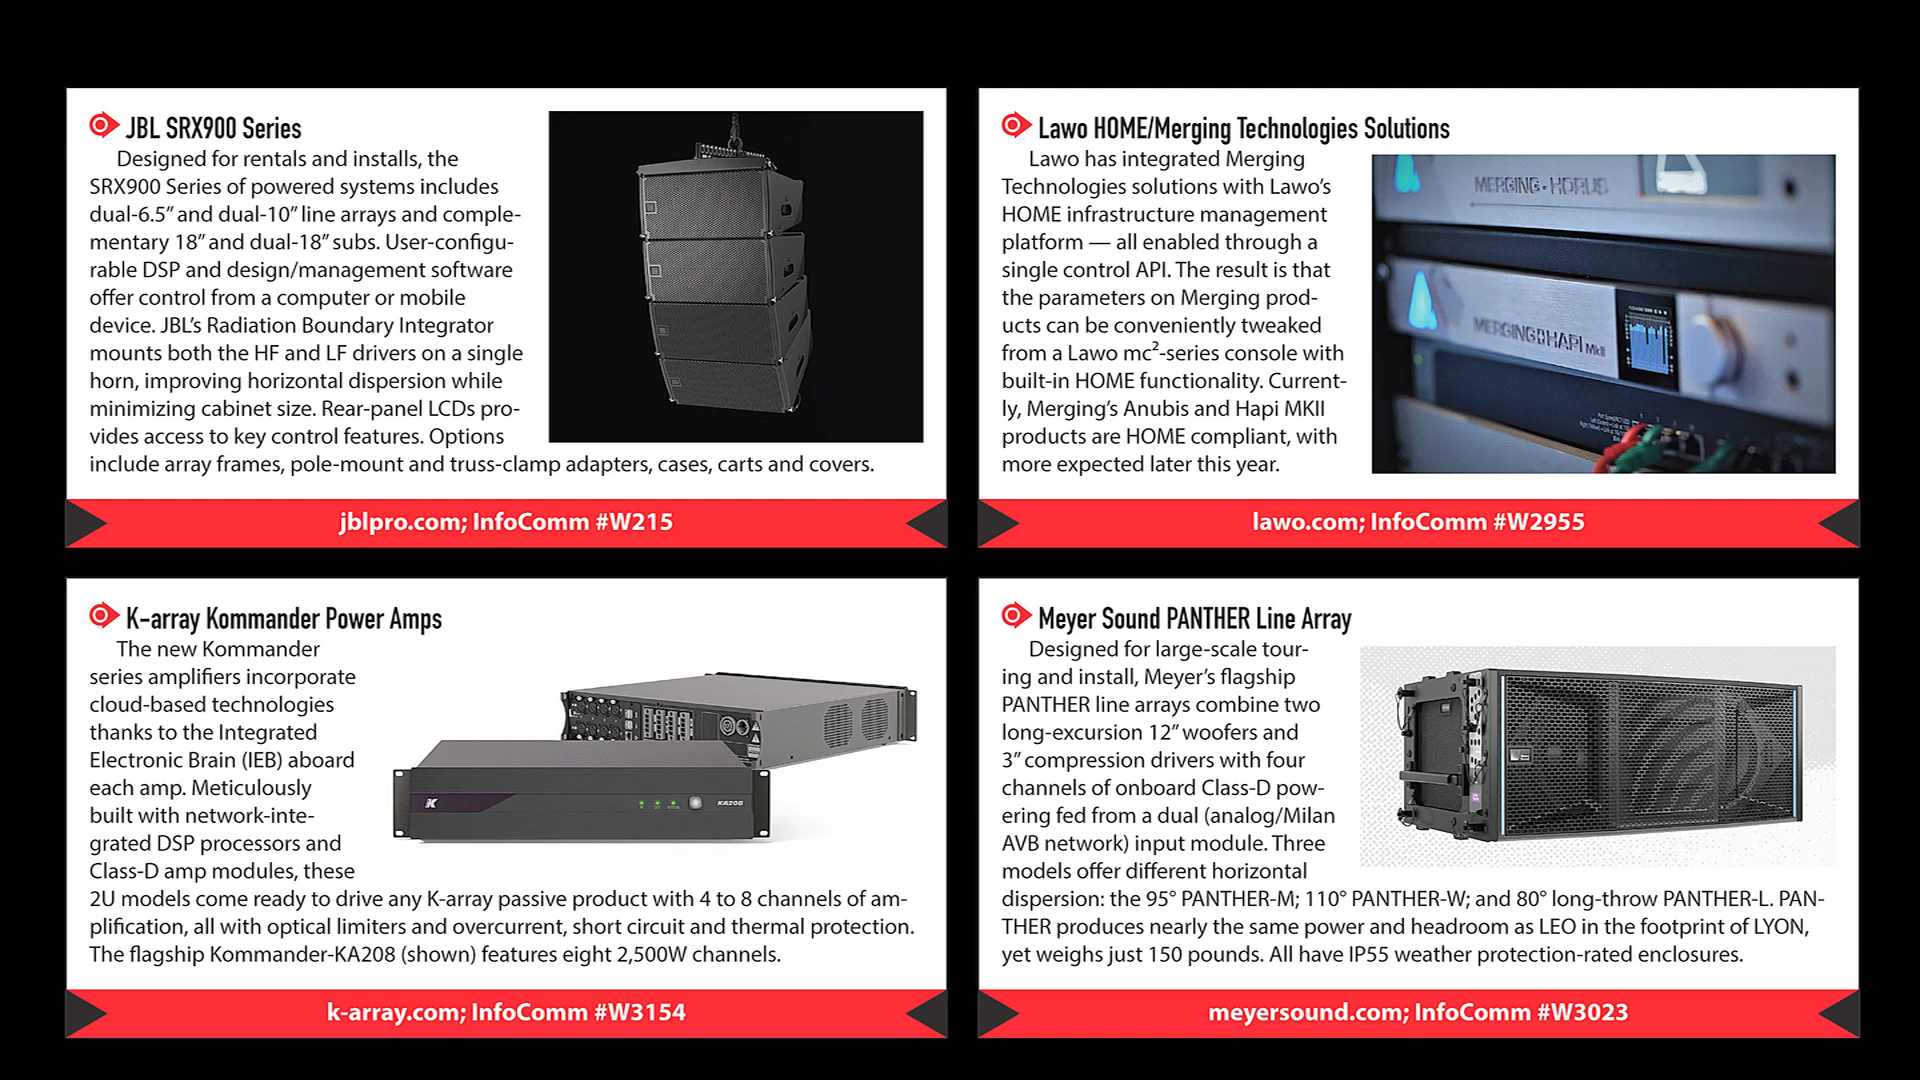 JBL SRX900 Series
Designed for rentals and installs, the
SRX900 Series of powered systems includes
dual-6.5” and dual-10” line arrays and comple-
mentary 18” and dual-18” subs. User-configu-
rable DSP and design/management software
offer control from a computer or mobile
device. JBL’s Radiation Boundary Integrator
mounts both the HF and LF drivers on a single
horn, improving horizontal dispersion while
minimizing cabinet size. Rear-panel LCDs pro-
vides access to key control features. Options
include array frames, pole-mount and truss-clamp adapters, cases, carts and covers.
jblpro.com; InfoComm #W215
Lawo HOME/Merging Technologies Solutions
Lawo has integrated Merging
Technologies solutions with Lawo’s
HOME infrastructure management
platform — all enabled through a
single control API. The result is that
the parameters on Merging prod-
ucts can be conveniently tweaked
from a Lawo mc²-series console with
built-in HOME functionality. Current-
ly, Merging’s Anubis and Hapi MKII
products are HOME compliant, with
more expected later this year.
MERGING-HORUS
MERGING HAPI MkII
lawo.com; InfoComm #W2955
K-array Kommander Power Amps
The new Kommander
series amplifiers incorporate
cloud-based technologies
thanks to the Integrated
Electronic Brain (IEB) aboard
each amp. Meticulously
built with network-inte-
grated DSP processors and
Class-D amp modules, these
2U models come ready to drive any K-array passive product with 4 to 8 channels of am-
plification, all with optical limiters and overcurrent, short circuit and thermal protection.
The flagship Kommander-KA208 (shown) features eight 2,500W channels.
K
KA208
k-array.com; InfoComm #W3154
Meyer Sound PANTHER Line Array
Designed for large-scale tour-
ing and install, Meyer’s flagship
PANTHER line arrays combine two
long-excursion 12” woofers and
3” compression drivers with four
channels of onboard Class-D pow-
ering fed from a dual (analog/Milan
AVB network) input module. Three
models offer different horizontal
dispersion: the 95° PANTHER-M; 110° PANTHER-W; and 80° long-throw PANTHER-L. PAN-
THER produces nearly the same power and headroom as LEO in the footprint of LYON,
yet weighs just 150 pounds. All have IP55 weather protection-rated enclosures.
meyersound.com; InfoComm #W3023